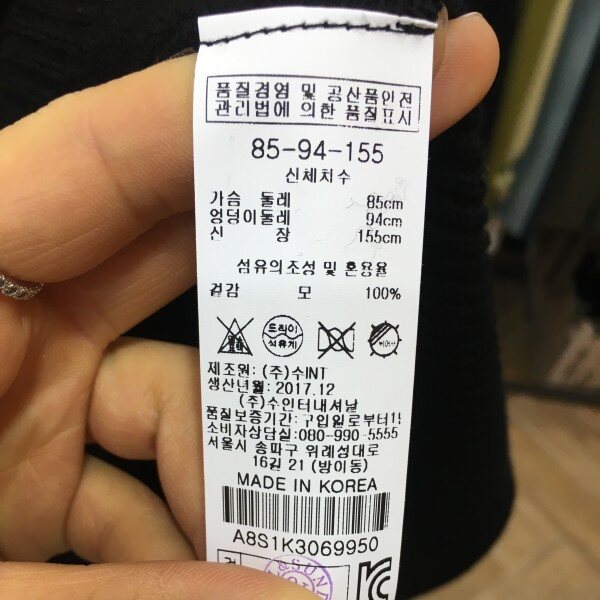 품질경영 및 공산품안전
관리법에 의한 품질표시
85-94-155
신체치수
가슴 둘레 85cm
엉덩이둘레 94cm
신 장 155cm
섬유의조성 및 혼용율
겉감 모 100%
드라이
석유계
제조원: (주)수INT
생산년월: 2017.12
(주)수인터내셔날
품질보증기간: 구입일로부터1
소비자상담실:080-990-5555
서울시 송파구 위례성대로
16길 21 (방이동)
MADE IN KOREA
A8S1K3069950